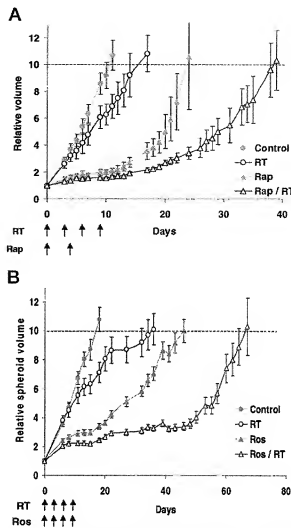 A
Relative volume
12
10
8
6
4
2
0
0 10 20 30 40
Days
Control
RT
Rap
Rap / RT
RT
Rap
B
Relative spheroid volume
12
10
8
6
4
2
0
0 20 40 60 80
Days
Control
RT
Ros
Ros / RT
RT
Ros